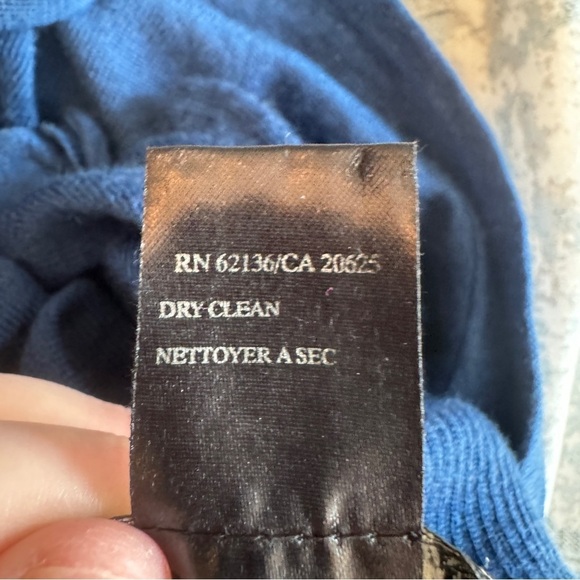 RN 62136/CA 20625
DRY CLEAN
NETTOYER A SEC